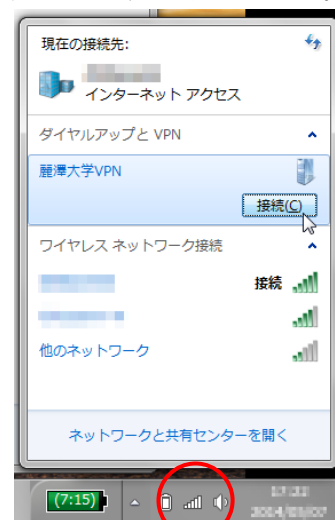 現在の接続先:
インターネット アクセス
ダイヤルアップと VPN
麗澤大学VPN
接続(C)
ワイヤレス ネットワーク接続
接続
他のネットワーク
ネットワークと共有センターを開く
(7:15)